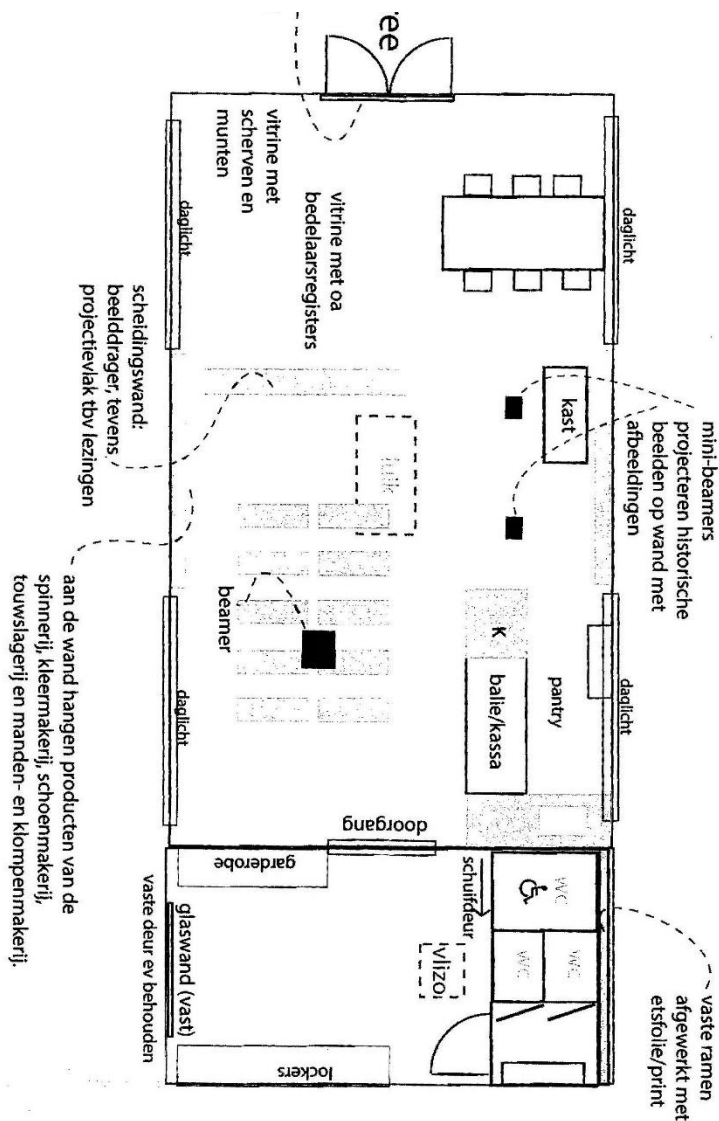 ree
vitrine met
scherven en
munten
vitrine met oa
bedelaarsregisters
daglicht
daglicht
scheidingswand:
beelddrager, tevens
projectievlak tbv lezingen
mini-beamers
projecteren historische
beelden op wand met
afbeeldingen
kast
luik
beamer
K
balie/kassa
pantry
daglicht
daglicht
aan de wand hangen producten van de
spinnerij, kleermakerij, schoenmakerij,
touwslagerij en manden- en klompenmakerij.
doorgang
garderobe
schuifdeur
WC
WC
WC
vlizo
glaswand (vast)
vaste deur ev behouden
lockers
vaste ramen
afgewerkt met
etsfolie/print